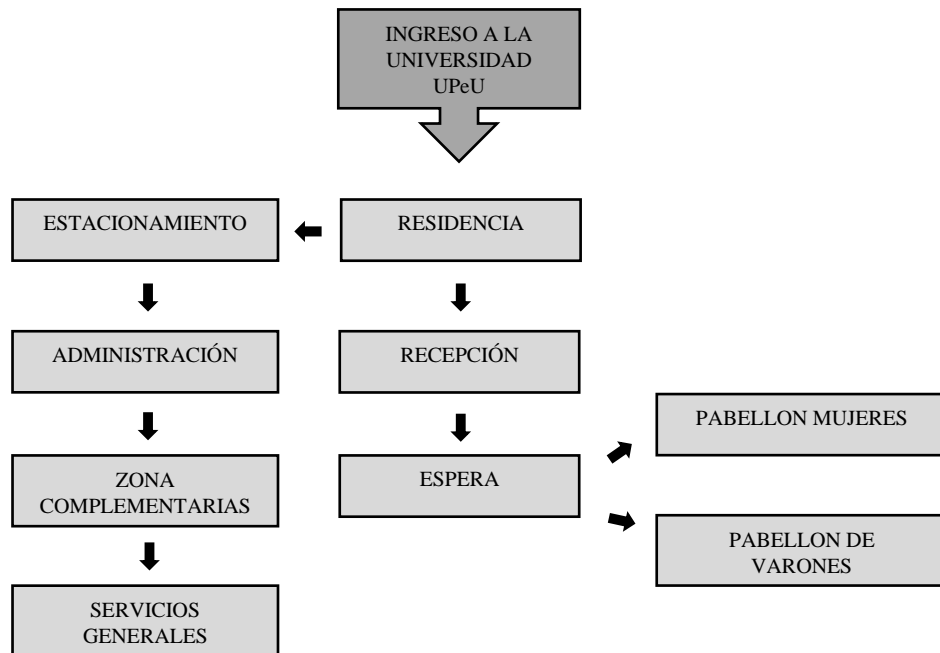 INGRESO A LA
UNIVERSIDAD
UPeU
ESTACIONAMIENTO
RESIDENCIA
ADMINISTRACIÓN
RECEPCIÓN
PABELLON MUJERES
ZONA
COMPLEMENTARIAS
ESPERA
PABELLON DE
VARONES
SERVICIOS
GENERALES